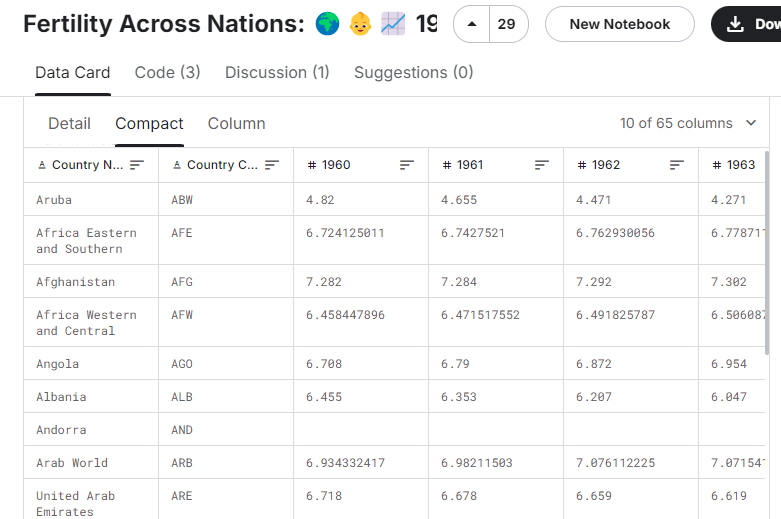 Fertility Across Nations: 🌍 👶 📈 19
29
New Notebook
Dow
Data Card Code (3) Discussion (1) Suggestions (0)
Detail Compact Column 10 of 65 columns
Country N... Country C... # 1960 # 1961 # 1962 # 1963
Aruba ABW 4.82 4.655 4.471 4.271
Africa Eastern AFE 6.724125011 6.7427521 6.762930056 6.77871
and Southern
Afghanistan AFG 7.282 7.284 7.292 7.302
Africa Western AFW 6.458447896 6.471517552 6.491825787 6.50608
and Central
Angola AGO 6.708 6.79 6.872 6.954
Albania ALB 6.455 6.353 6.207 6.047
Andorra AND
Arab World ARB 6.934332417 6.98211503 7.076112225 7.07154
United Arab ARE 6.718 6.678 6.659 6.619
Emirates